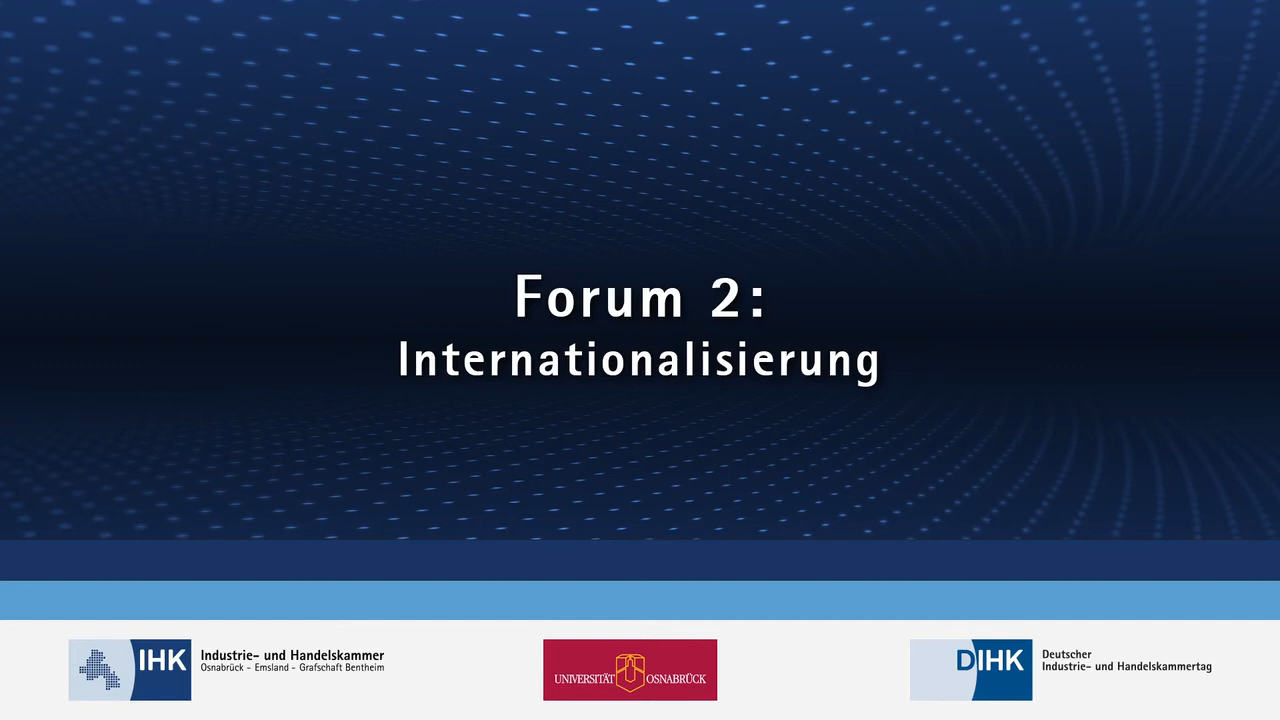 Forum 2:
Internationalisierung
IHK
Industrie- und Handelskammer
Osnabrück - Emsland - Grafschaft Bentheim
UNIVERSITÄT OSNABRÜCK
DIHK
Deutscher
Industrie- und Handelskammertag